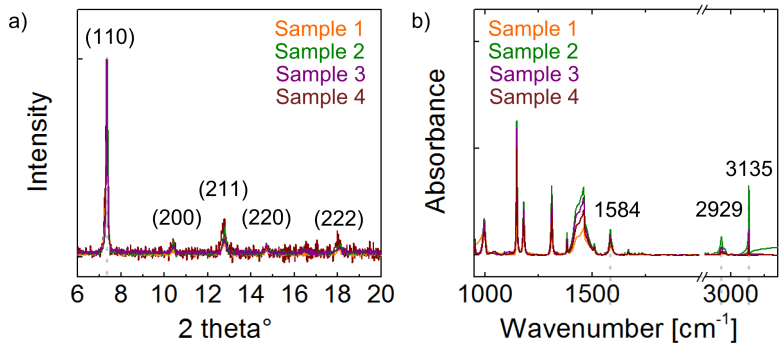 a)
Intensity
(110)
(200)
(211)
(220)
(222)
Sample 1
Sample 2
Sample 3
Sample 4
6 8 10 12 14 16 18 20
2 theta°
b)
Absorbance
Sample 1
Sample 2
Sample 3
Sample 4
1584
2929
3135
1000 1500 3000
Wavenumber [cm⁻¹]